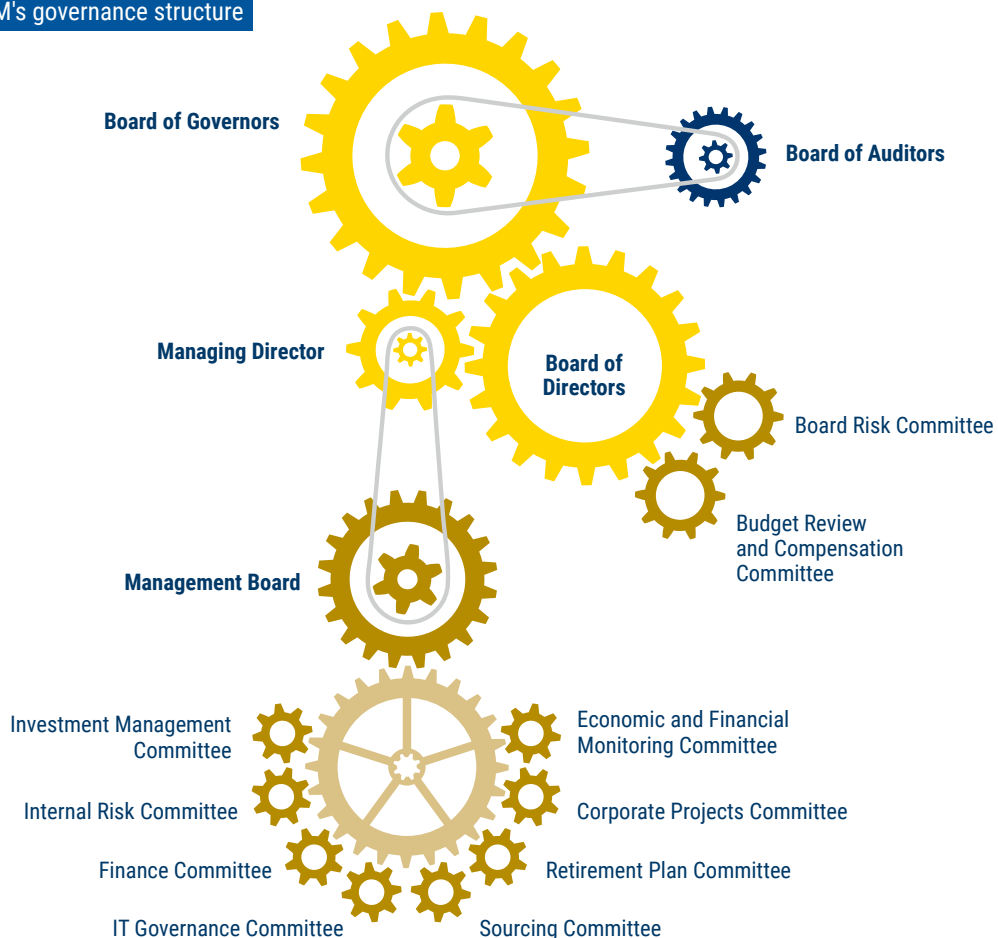 M's governance structure
Board of Governors
Board of Auditors
Managing Director
Board of
Directors
Board Risk Committee
Budget Review
and Compensation
Committee
Management Board
Investment Management
Committee
Economic and Financial
Monitoring Committee
Internal Risk Committee
Corporate Projects Committee
Finance Committee
Retirement Plan Committee
IT Governance Committee
Sourcing Committee